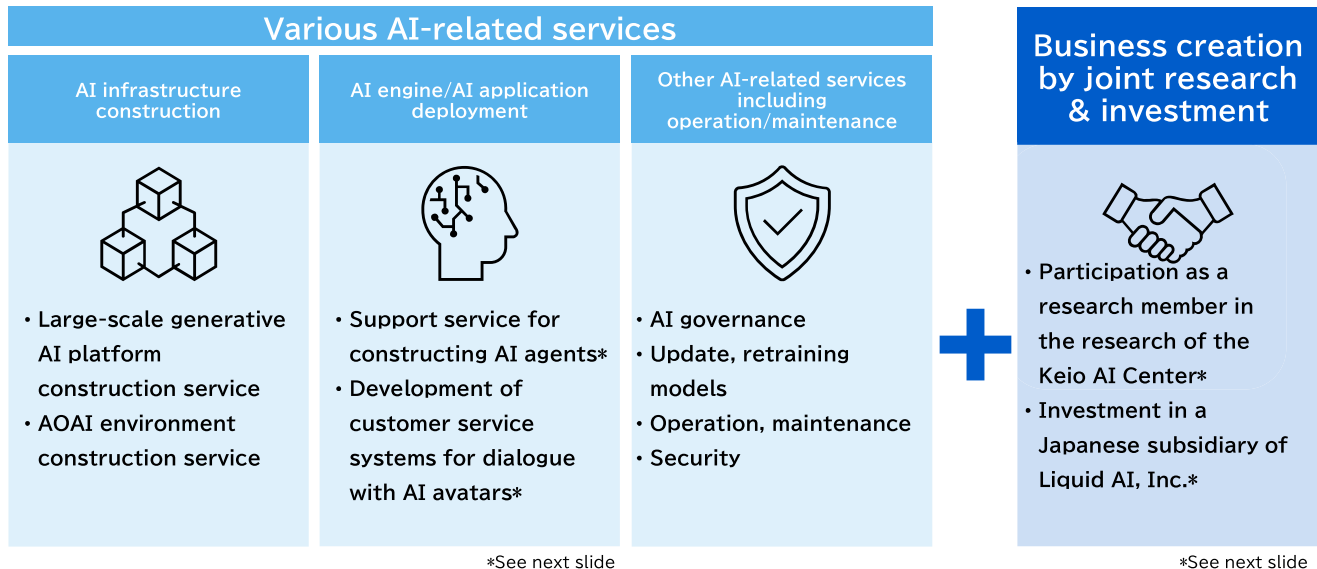 Various AI-related services
AI infrastructure
construction
・Large-scale generative
AI platform
construction service
・AOAI environment
construction service
AI engine/AI application
deployment
・Support service for
constructing AI agents*
・Development of
customer service
systems for dialogue
with AI avatars*
*See next slide
Other AI-related services
including
operation/maintenance
・AI governance
・Update, retraining
models
・Operation, maintenance
・Security
Business creation
by joint research
& investment
・Participation as a
research member in
the research of the
Keio AI Center*
・Investment in a
Japanese subsidiary of
Liquid AI, Inc.*
*See next slide